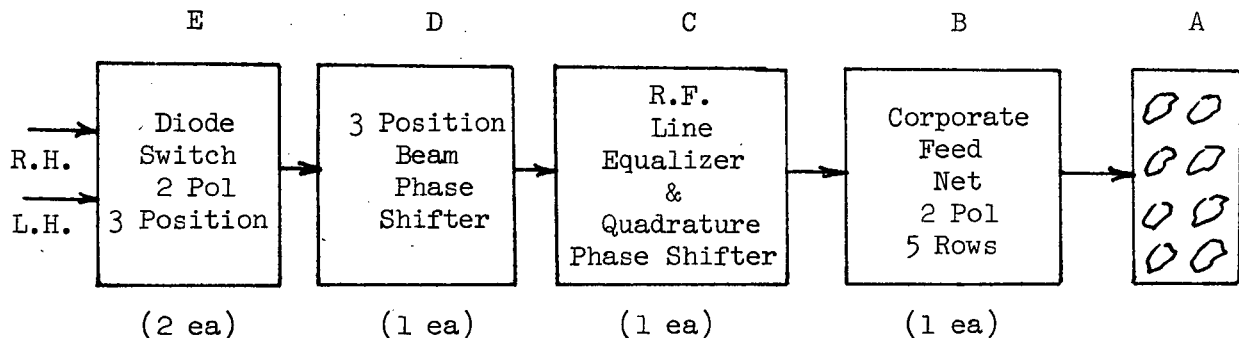 E D C B A
R.H.
L.H.
Diode
Switch
2 Pol
3 Position
3 Position
Beam
Phase
Shifter
R.F.
Line
Equalizer
&
Quadrature
Phase Shifter
Corporate
Feed
Net
2 Pol
5 Rows
(2 ea) (1 ea) (1 ea) (1 ea)